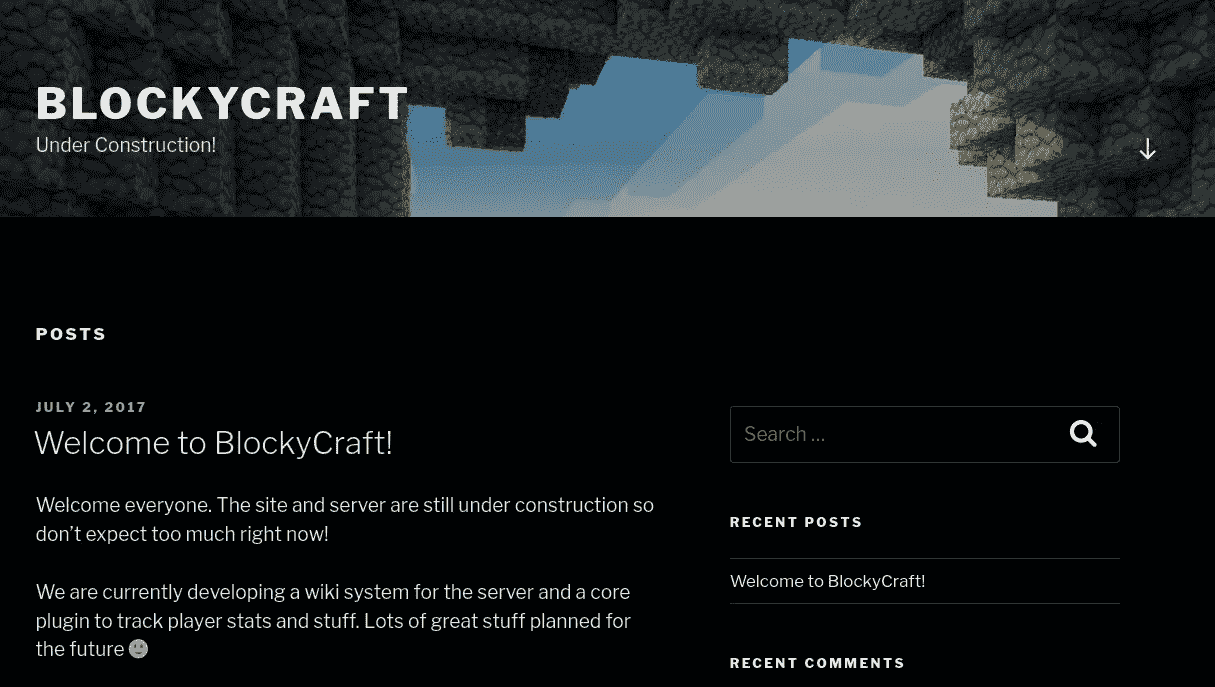 BLOCKYCRAFT
Under Construction!
POSTS
JULY 2, 2017
Welcome to BlockyCraft!
Welcome everyone. The site and server are still under construction so
don’t expect too much right now!
We are currently developing a wiki system for the server and a core
plugin to track player stats and stuff. Lots of great stuff planned for
the future
Search …
RECENT POSTS
Welcome to BlockyCraft!
RECENT COMMENTS